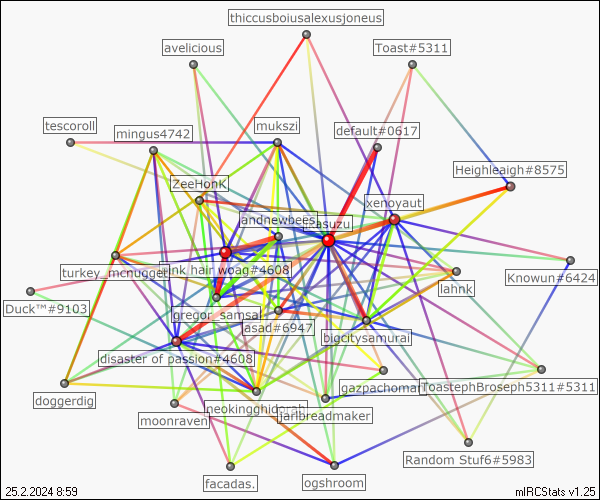 thiccusboiusalexusjoneus
avelicious
Toast#5311
tescoroll
mingus4742
mukszi
default#0617
Heighleaigh#8575
ZeeHonK
xenoyaut
andnewbees
asuzu
turkey_mcnugget
pink hair woag#4608
lahnk
Knowun#6424
Duck™#9103
gregor_samsa
asad#6947
bigcitysamurai
disaster of passion#4608
gazpachoman
ToastephBroseph5311#5311
doggerdig
neokingghidorah
jarlbreadmaker
moonraven
Random Stuf6#5983
facadas.
ogshroom
25.2.2024 8:59
mIRCStats v1.25